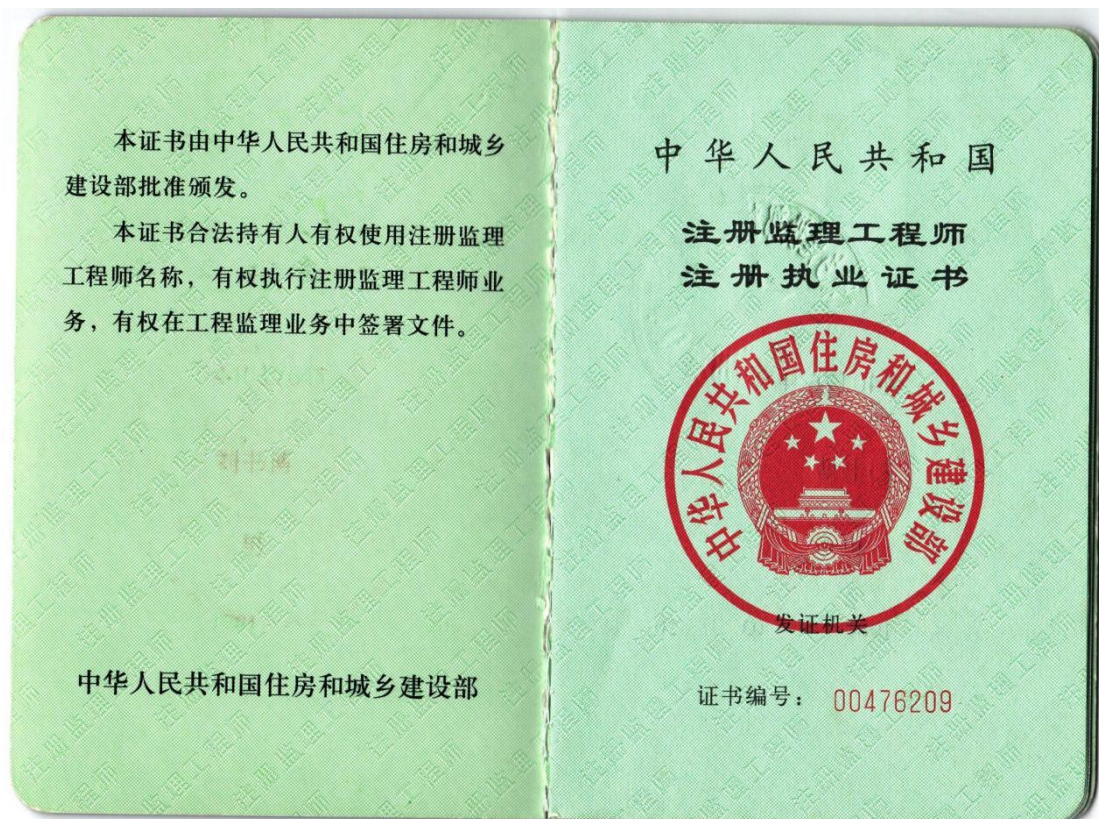 本证书由中华人民共和国住房和城乡
建设部批准颁发。
本证书合法持有人有权使用注册监理
工程师名称，有权执行注册监理工程师业
务，有权在工程监理业务中签署文件。
中华人民共和国住房和城乡建设部
中华人民共和国
注册监理工程师
注册执业证书
中华人民共和国住房和城乡建设部
发证机关
证书编号： 00476209